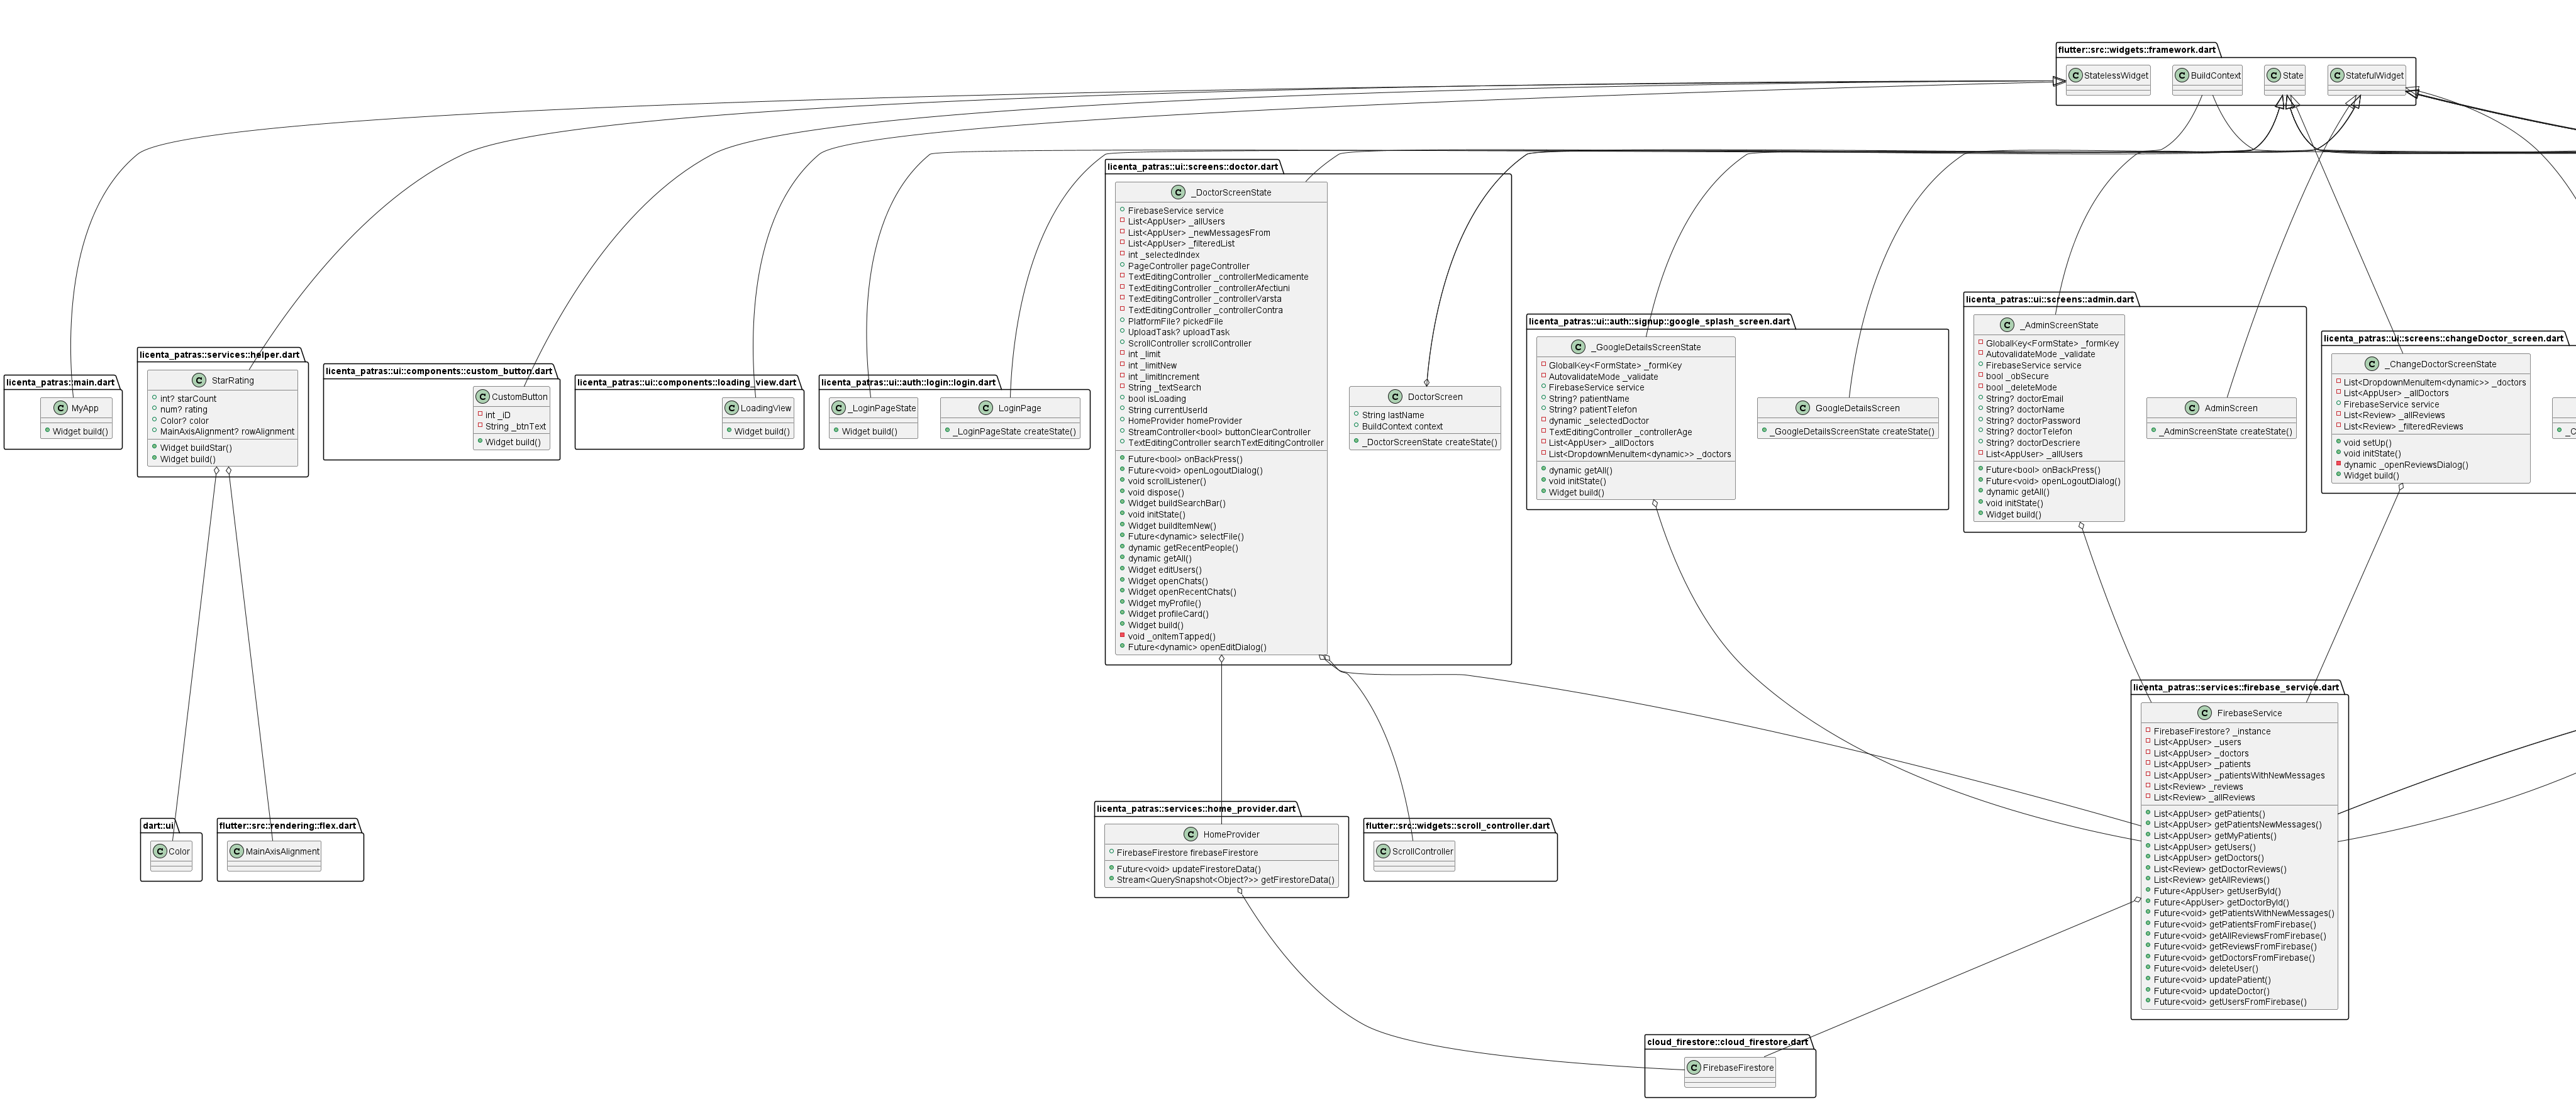 flutter::src::widgets::framework.dart
StatelessWidget
BuildContext
State
StatefulWidget
licenta_patras::main.dart
MyApp
Widget build()
licenta_patras::services::helper.dart
StarRating
int? starCount
num? rating
Color? color
MainAxisAlignment? rowAlignment
Widget buildStar()
Widget build()
licenta_patras::ui::components::custom_button.dart
CustomButton
int _iD
String _btnText
Widget build()
licenta_patras::ui::components::loading_view.dart
LoadingView
Widget build()
licenta_patras::ui::auth::login::login.dart
_LoginPageState
Widget build()
LoginPage
_LoginPageState createState()
licenta_patras::ui::screens::doctor.dart
_DoctorScreenState
FirebaseService service
List<AppUser> _allUsers
List<AppUser> _newMessagesFrom
List<AppUser> _filteredList
int _selectedIndex
PageController pageController
TextEditingController _controllerMedicamente
TextEditingController _controllerAfectiuni
TextEditingController _controllerVarsta
TextEditingController _controllerContra
PlatformFile? pickedFile
UploadTask? uploadTask
ScrollController scrollController
int _limit
int _limitNew
int _limitIncrement
String _textSearch
bool isLoading
String currentUserId
HomeProvider homeProvider
StreamController<bool> buttonClearController
TextEditingController searchTextEditingController
Future<bool> onBackPress()
Future<void> openLogoutDialog()
void scrollListener()
void dispose()
Widget buildSearchBar()
void initState()
Widget buildItemNew()
Future<dynamic> selectFile()
dynamic getRecentPeople()
dynamic getAll()
Widget editUsers()
Widget openChats()
Widget openRecentChats()
Widget myProfile()
Widget profileCard()
Widget build()
void _onItemTapped()
Future<dynamic> openEditDialog()
DoctorScreen
String lastName
BuildContext context
_DoctorScreenState createState()
licenta_patras::ui::auth::signup::google_splash_screen.dart
_GoogleDetailsScreenState
GlobalKey<FormState> _formKey
AutovalidateMode _validate
FirebaseService service
String? patientName
String? patientTelefon
dynamic _selectedDoctor
TextEditingController _controllerAge
List<AppUser> _allDoctors
List<DropdownMenuItem<dynamic>> _doctors
dynamic getAll()
void initState()
Widget build()
GoogleDetailsScreen
_GoogleDetailsScreenState createState()
licenta_patras::ui::screens::admin.dart
_AdminScreenState
GlobalKey<FormState> _formKey
AutovalidateMode _validate
FirebaseService service
bool _obSecure
bool _deleteMode
String? doctorEmail
String? doctorName
String? doctorPassword
String? doctorTelefon
String? doctorDescriere
List<AppUser> _allUsers
Future<bool> onBackPress()
Future<void> openLogoutDialog()
dynamic getAll()
void initState()
Widget build()
AdminScreen
_AdminScreenState createState()
licenta_patras::ui::screens::changeDoctor_screen.dart
_ChangeDoctorScreenState
List<DropdownMenuItem<dynamic>> _doctors
List<AppUser> _allDoctors
FirebaseService service
List<Review> _allReviews
List<Review> _filteredReviews
void setUp()
void initState()
dynamic _openReviewsDialog()
Widget build()
_C
dart::ui
Color
flutter::src::rendering::flex.dart
MainAxisAlignment
licenta_patras::services::home_provider.dart
HomeProvider
FirebaseFirestore firebaseFirestore
Future<void> updateFirestoreData()
Stream<QuerySnapshot<Object?>> getFirestoreData()
flutter::src::widgets::scroll_controller.dart
ScrollController
licenta_patras::services::firebase_service.dart
FirebaseService
FirebaseFirestore? _instance
List<AppUser> _users
List<AppUser> _doctors
List<AppUser> _patients
List<AppUser> _patientsWithNewMessages
List<Review> _reviews
List<Review> _allReviews
List<AppUser> getPatients()
List<AppUser> getPatientsNewMessages()
List<AppUser> getMyPatients()
List<AppUser> getUsers()
List<AppUser> getDoctors()
List<Review> getDoctorReviews()
List<Review> getAllReviews()
Future<AppUser> getUserById()
Future<AppUser> getDoctorById()
Future<void> getPatientsWithNewMessages()
Future<void> getPatientsFromFirebase()
Future<void> getAllReviewsFromFirebase()
Future<void> getReviewsFromFirebase()
Future<void> getDoctorsFromFirebase()
Future<void> deleteUser()
Future<void> updatePatient()
Future<void> updateDoctor()
Future<void> getUsersFromFirebase()
cloud_firestore::cloud_firestore.dart
FirebaseFirestore